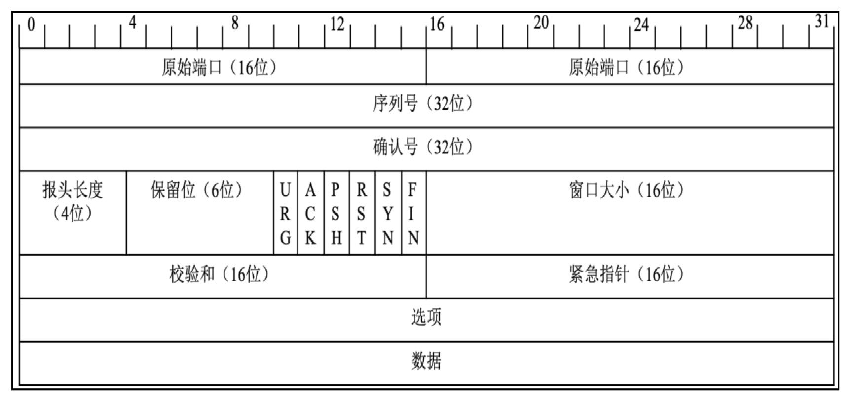 0 4 8 12 16 20 24 28 31
原始端口（16位） 原始端口（16位）
序列号（32位）
确认号（32位）
报头长度
（4位）
保留位（6位）
URG
ACK
PSH
RST
SYN
FIN
窗口大小（16位）
校验和（16位） 紧急指针（16位）
选项
数据